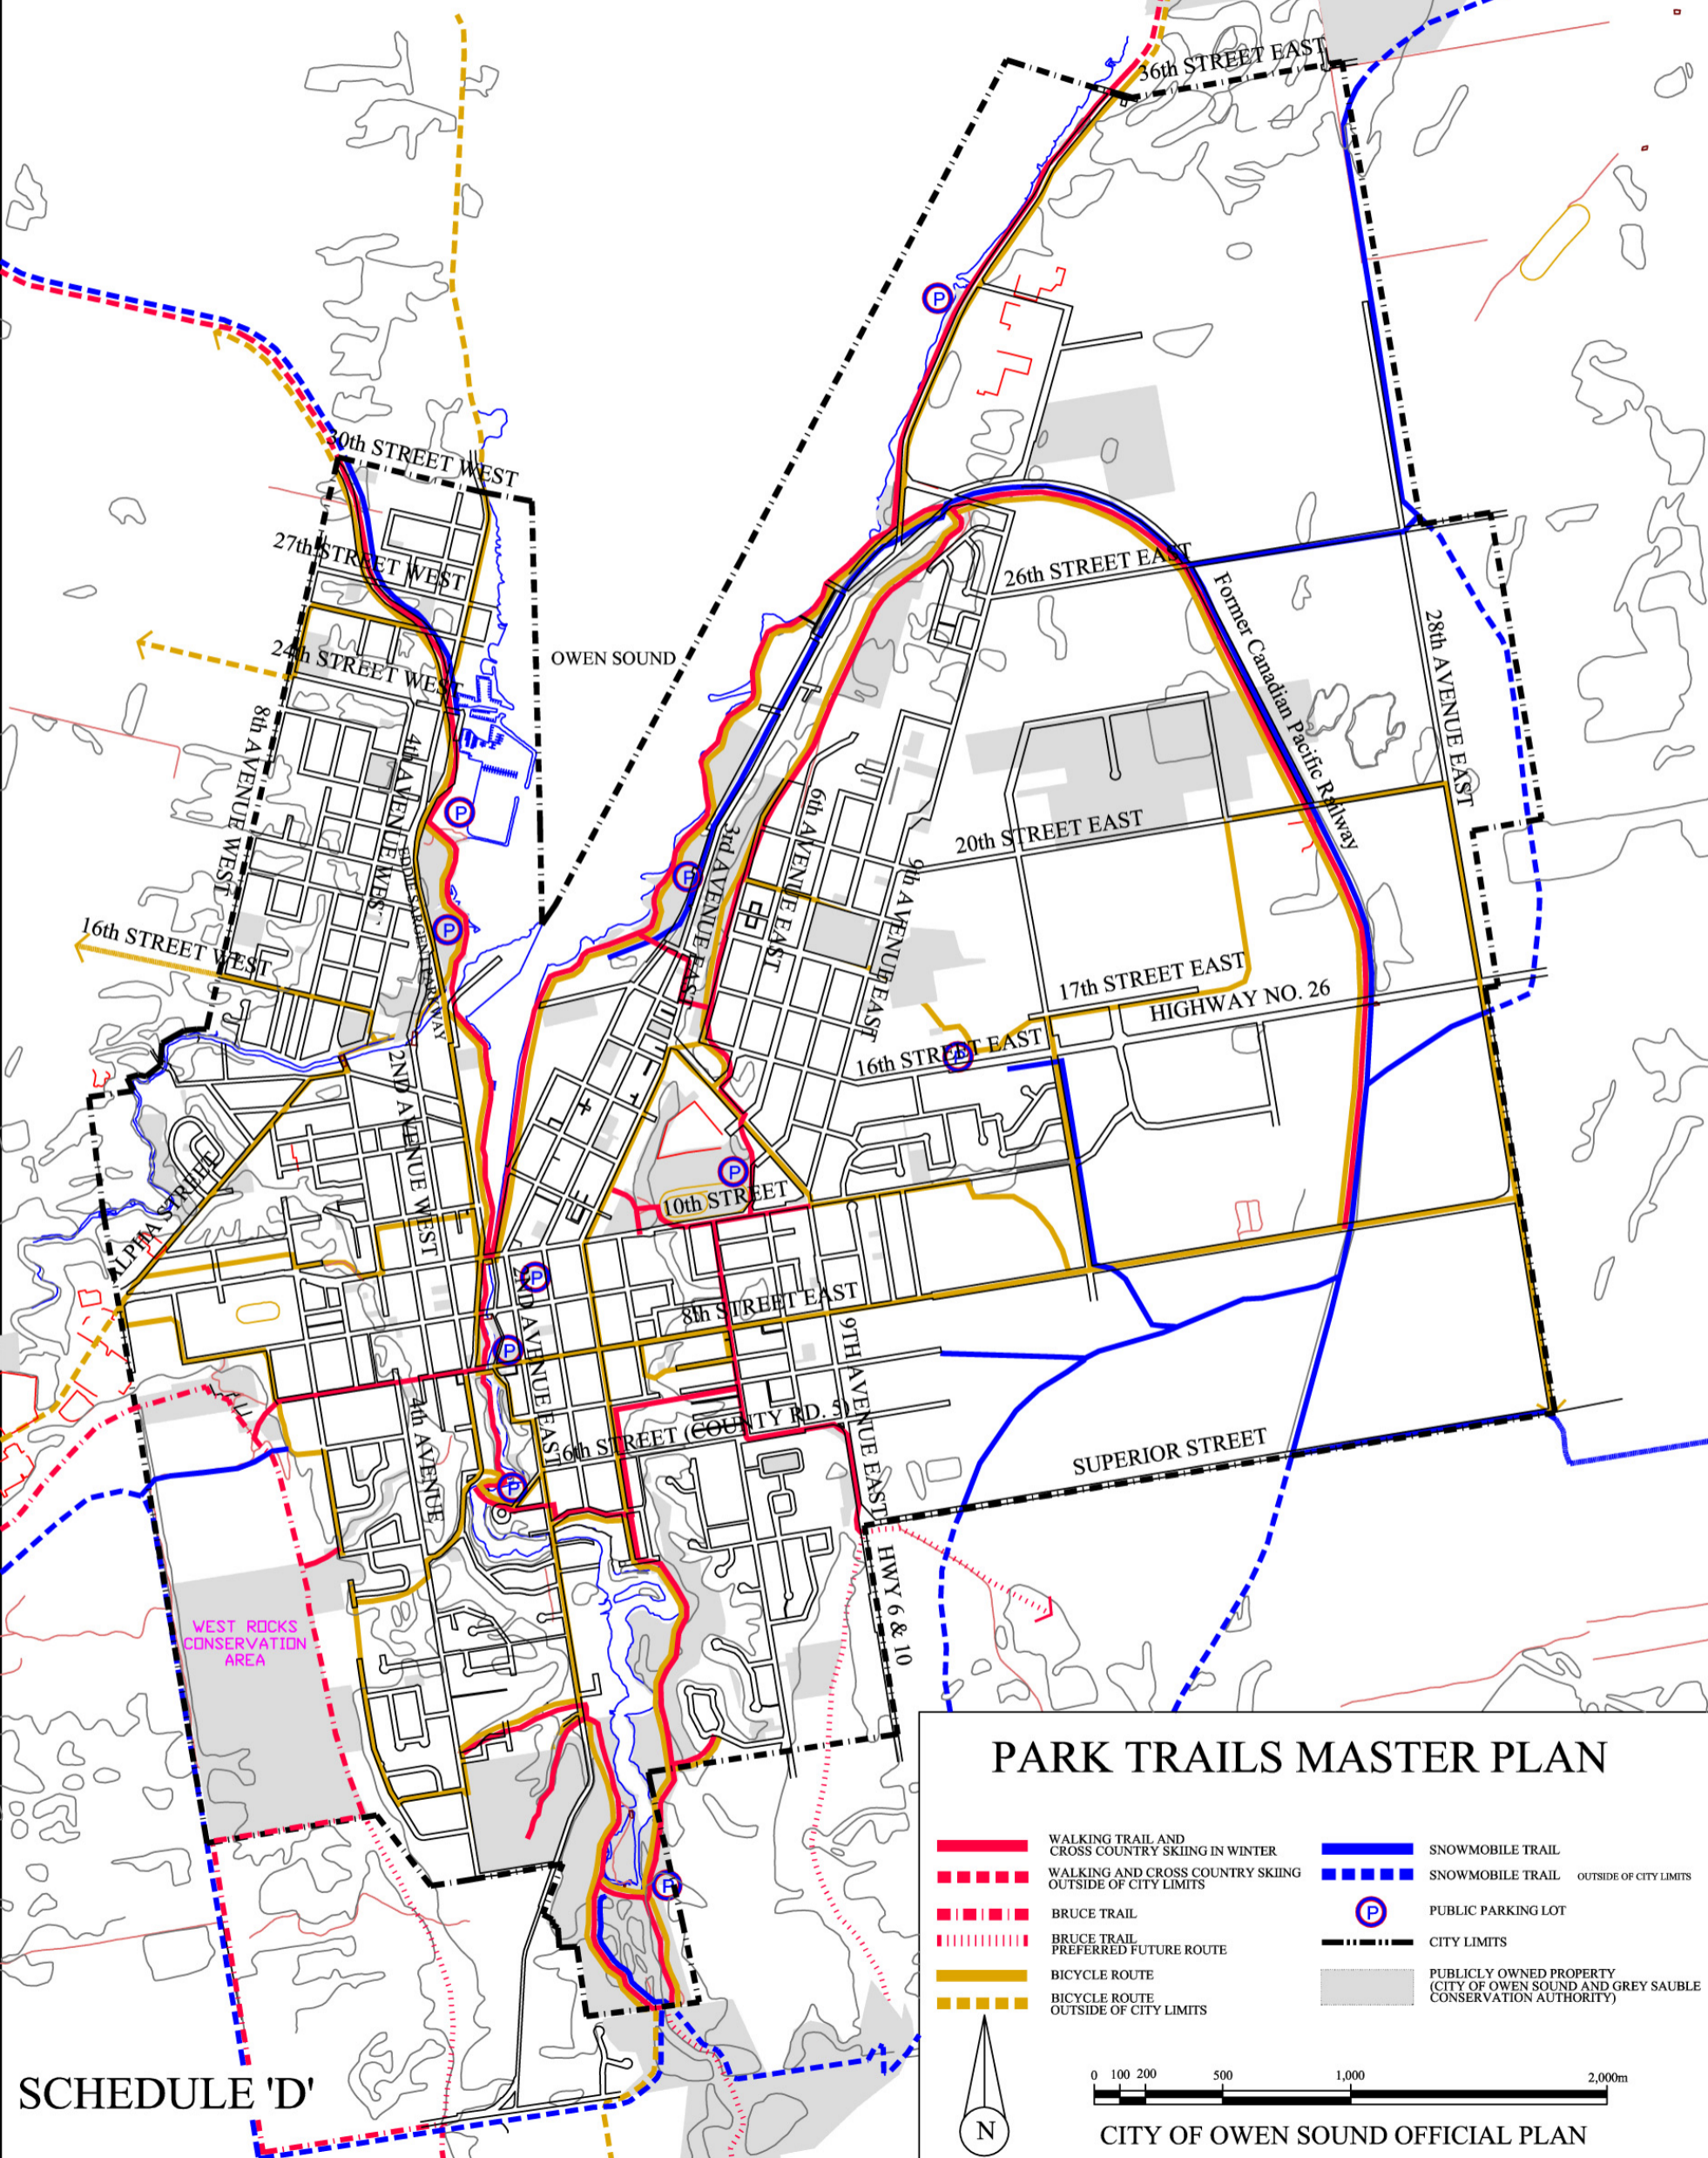 36th STREET EAST
30th STREET WEST
27th STREET WEST
26th STREET EAST
Former Canadian Pacific Railway
28th AVENUE EAST
24th STREET WEST
OWEN SOUND
8th AVENUE WEST
4th AVENUE WEST
EDDIE SARGENT PARKWAY
P
P
P
P
3rd AVENUE EAST
6th AVENUE EAST
9th AVENUE EAST
20th STREET EAST
16th STREET WEST
17th STREET EAST
HIGHWAY NO. 26
16th STREET EAST
P
2ND AVENUE WEST
ALPHA STREET
P
10th STREET
P
2ND AVENUE EAST
8th STREET EAST
P
9TH AVENUE EAST
4th AVENUE
6th STREET (COUNTY RD. 5)
SUPERIOR STREET
P
HWY 6 & 10
WEST ROCKS
CONSERVATION
AREA
P
PARK TRAILS MASTER PLAN
WALKING TRAIL AND
CROSS COUNTRY SKIING IN WINTER
WALKING AND CROSS COUNTRY SKIING
OUTSIDE OF CITY LIMITS
BRUCE TRAIL
BRUCE TRAIL
PREFERRED FUTURE ROUTE
BICYCLE ROUTE
BICYCLE ROUTE
OUTSIDE OF CITY LIMITS
SNOWMOBILE TRAIL
SNOWMOBILE TRAIL OUTSIDE OF CITY LIMITS
P PUBLIC PARKING LOT
CITY LIMITS
PUBLICLY OWNED PROPERTY
(CITY OF OWEN SOUND AND GREY SAUBLE
CONSERVATION AUTHORITY)
N
0 100 200 500 1,000 2,000m
CITY OF OWEN SOUND OFFICIAL PLAN
SCHEDULE 'D'